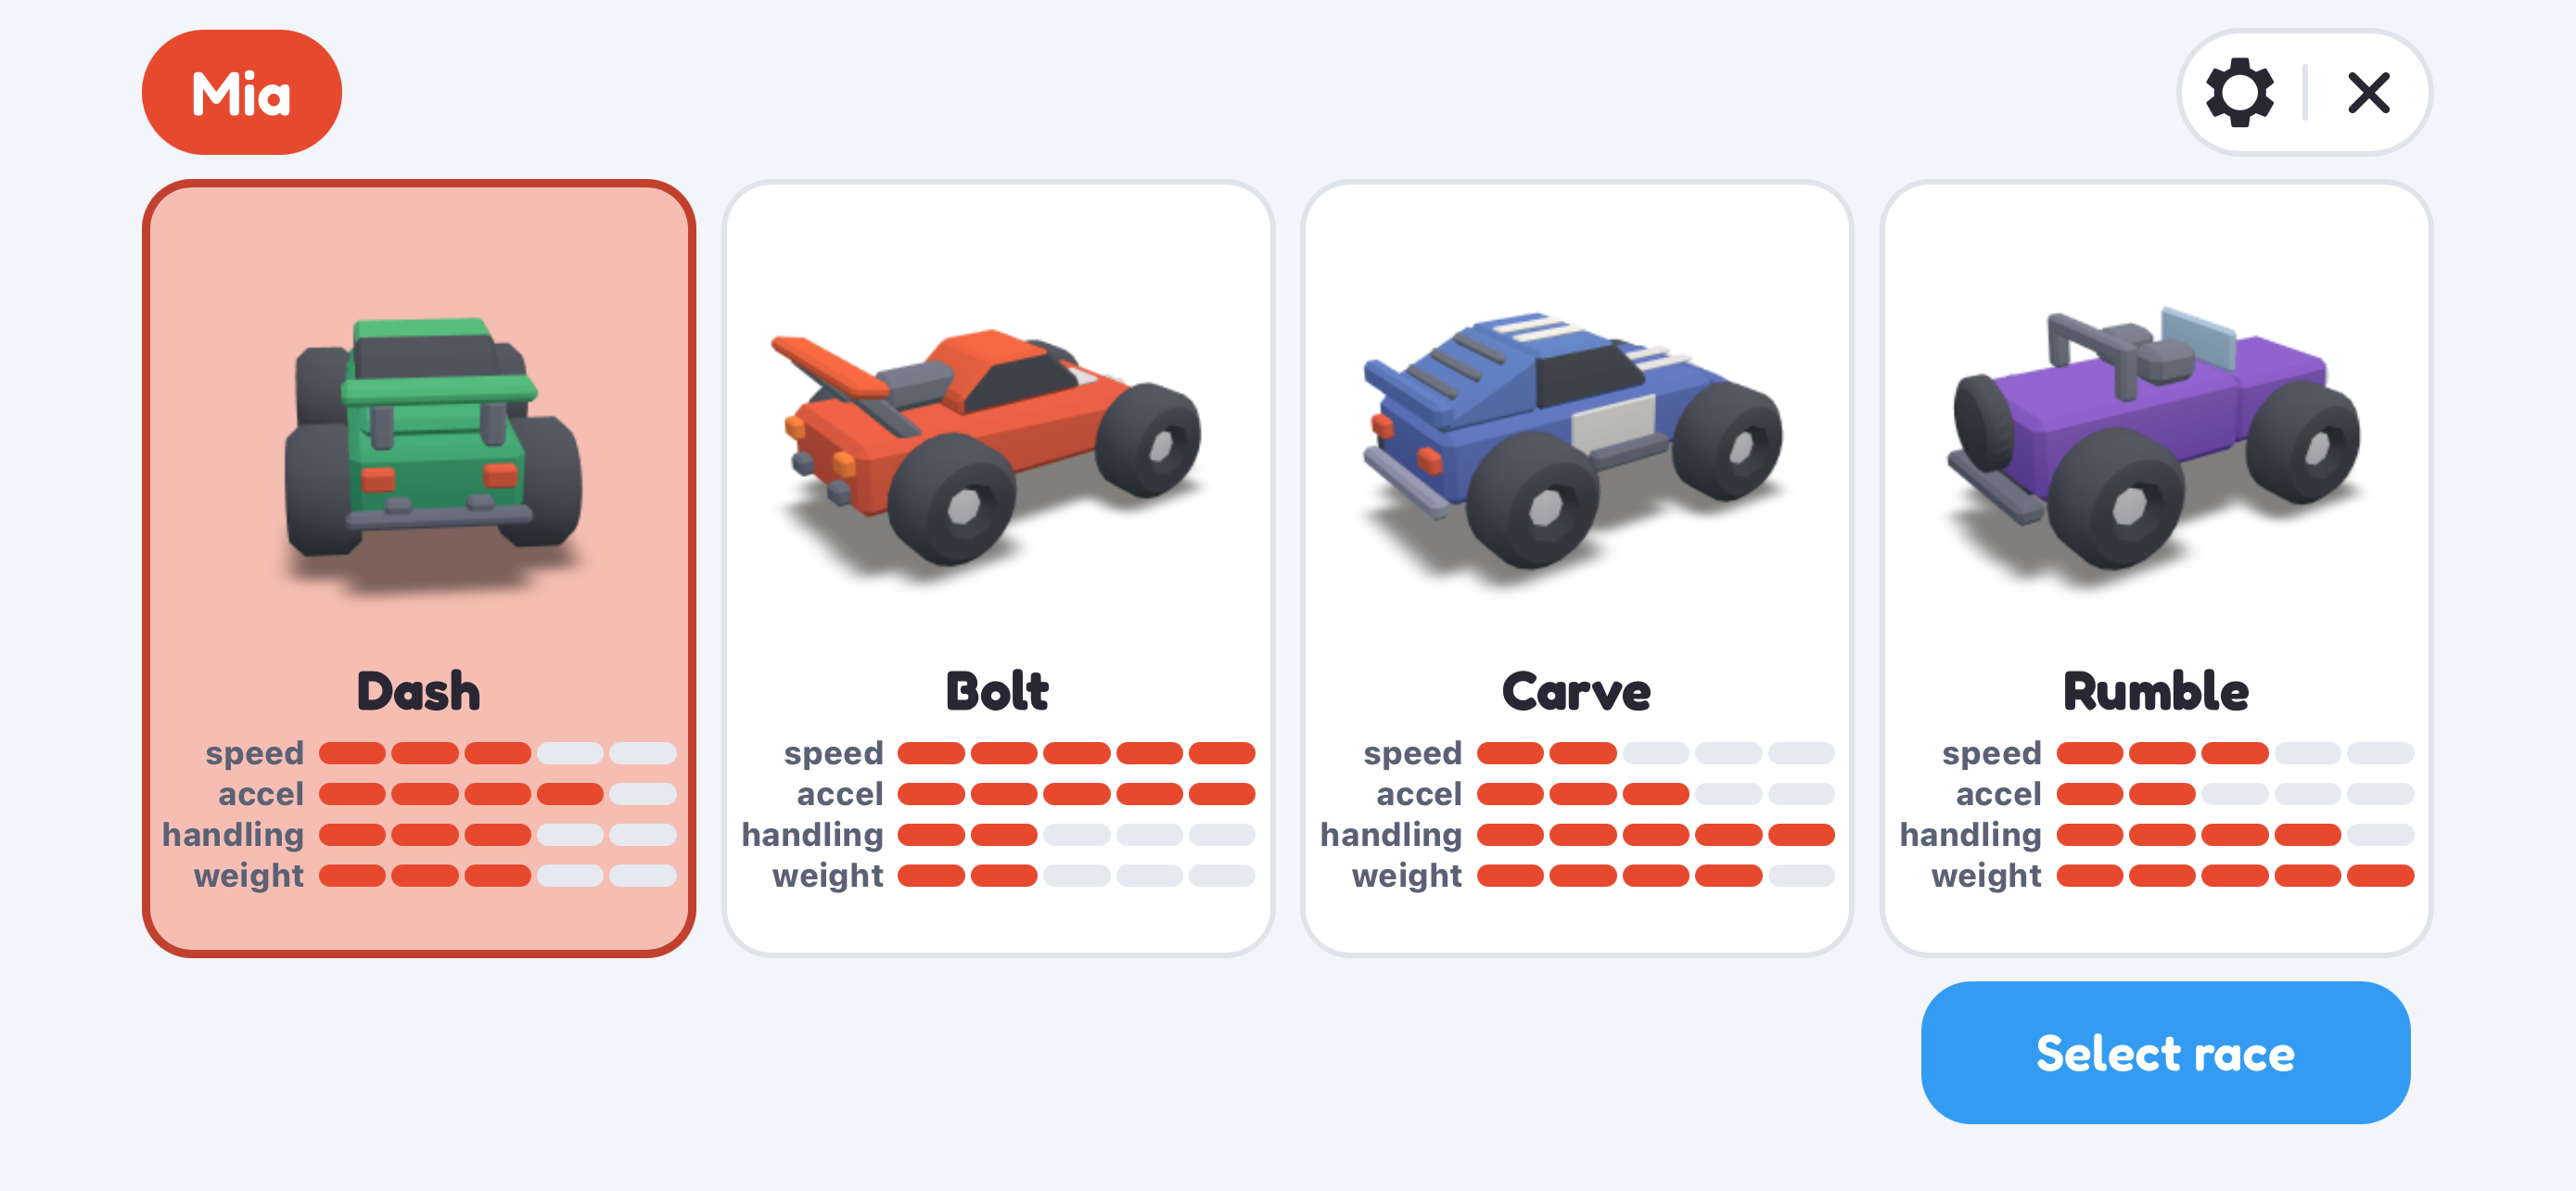 Mia
Dash
speed
accel
handling
weight
Bolt
speed
accel
handling
weight
Carve
speed
accel
handling
weight
Rumble
speed
accel
handling
weight
Select race